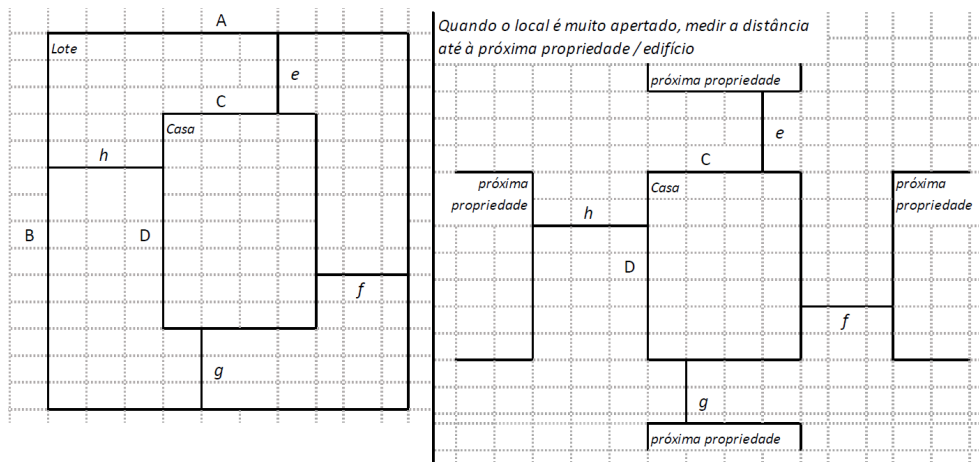 A
Lote
e
C
Casa
h
B
D
f
g
Quando o local é muito apertado, medir a distância
até à próxima propriedade / edifício
próxima propriedade
e
C
próxima
propriedade
Casa
próxima
propriedade
h
D
f
g
próxima propriedade